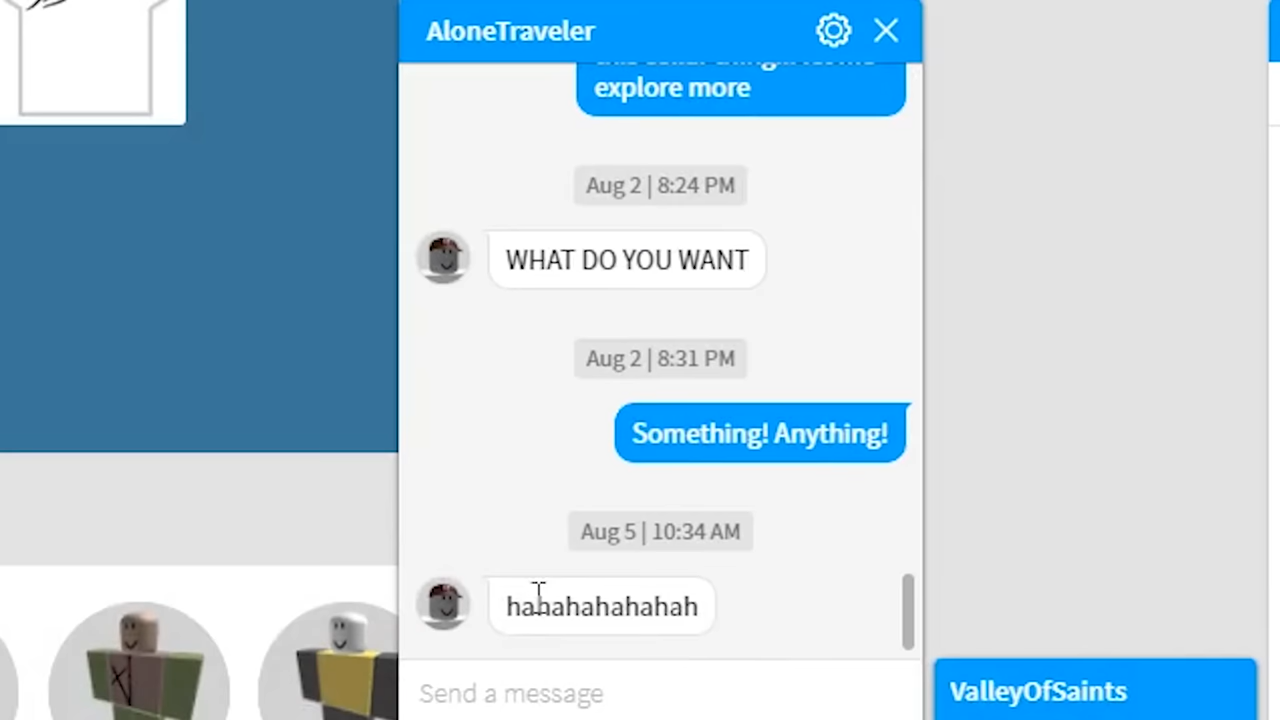 AloneTraveler
explore more
Aug 2 | 8:24 PM
WHAT DO YOU WANT
Aug 2 | 8:31 PM
Something! Anything!
Aug 5 | 10:34 AM
hahahahahahah
Send a message
ValleyOfSaints